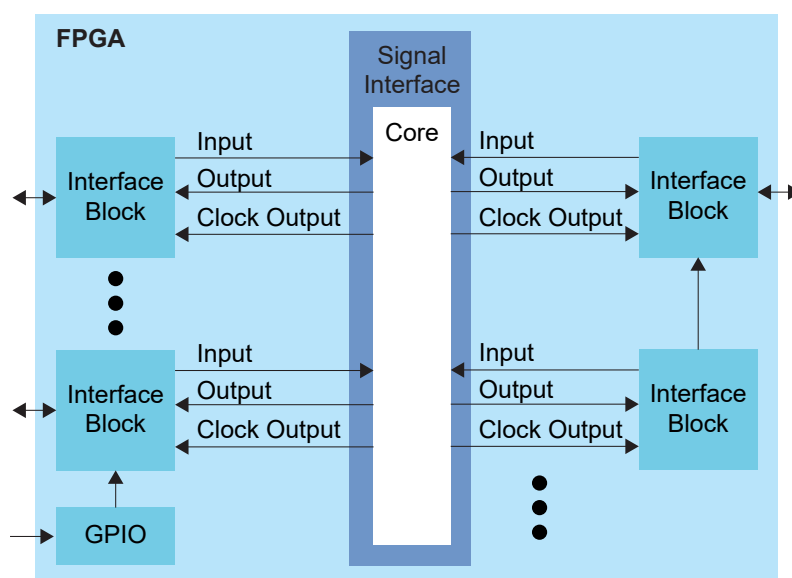 FPGA
Signal
Interface
Core
Input
Output
Clock Output
Interface
Block
Input
Output
Clock Output
Interface
Block
Input
Output
Clock Output
Interface
Block
Input
Output
Clock Output
Interface
Block
GPIO